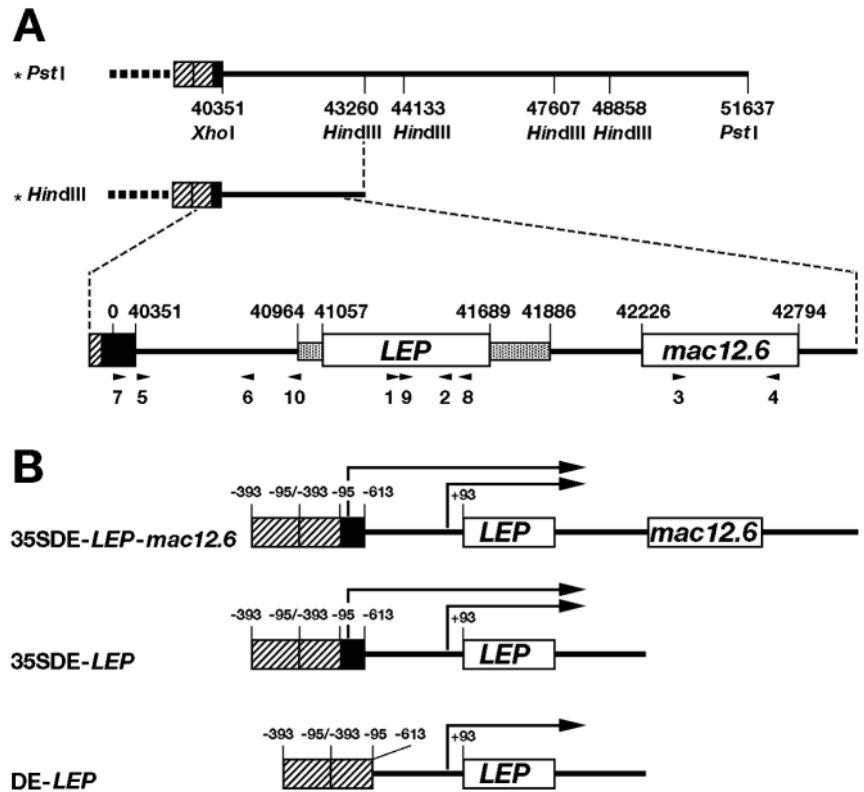 A
* PstI
40351 43260 44133 47607 48858 51637
XhoI HindIII HindIII HindIII HindIII PstI
* HindIII
0 40351 40964 41057 41689 41886 42226 42794
LEP mac12.6
7 5 6 10 1 9 2 8 3 4
B
-393 -95/-393 -95 -613 +93
35SDE-LEP-mac12.6 LEP mac12.6
-393 -95/-393 -95 -613 +93
35SDE-LEP LEP
-393 -95/-393 -95 -613 +93
DE-LEP LEP